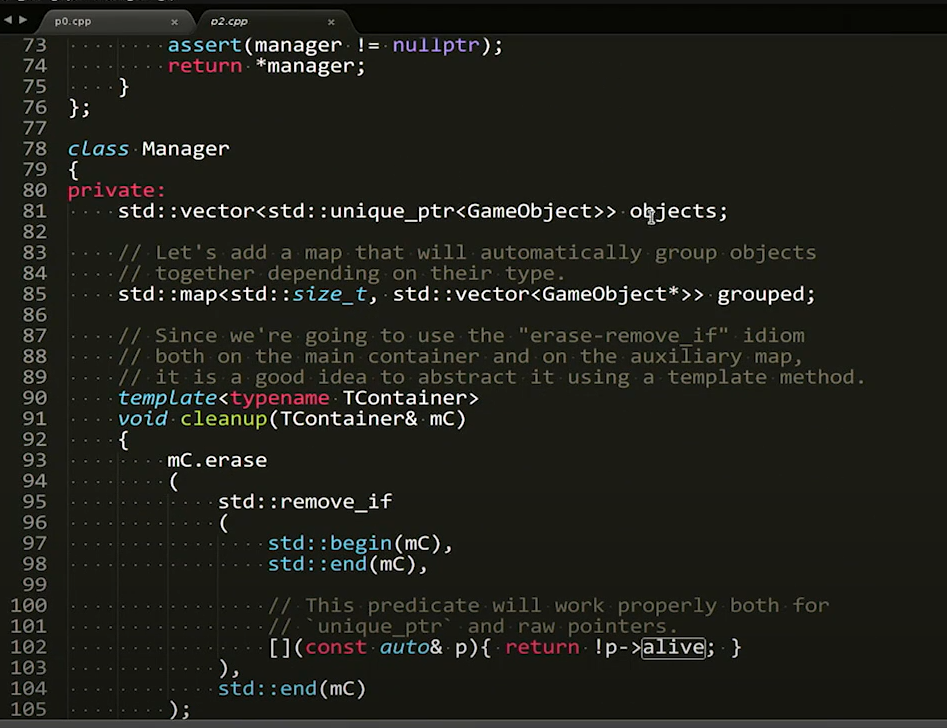 p0.cpp × p2.cpp ×
73 assert(manager != nullptr);
74 return *manager;
75 }
76 };
77
78 class Manager
79 {
80 private:
81 std::vector<std::unique_ptr<GameObject>> objects;
82
83 // Let's add a map that will automatically group objects
84 // together depending on their type.
85 std::map<std::size_t, std::vector<GameObject*>> grouped;
86
87 // Since we're going to use the "erase-remove_if" idiom
88 // both on the main container and on the auxiliary map,
89 // it is a good idea to abstract it using a template method.
90 template<typename TContainer>
91 void cleanup(TContainer& mC)
92 {
93 mC.erase
94 (
95 std::remove_if
96 (
97 std::begin(mC),
98 std::end(mC),
99
100 // This predicate will work properly both for
101 // `unique_ptr` and raw pointers.
102 [](const auto& p){ return !p->alive; }
103 ),
104 std::end(mC)
105 );